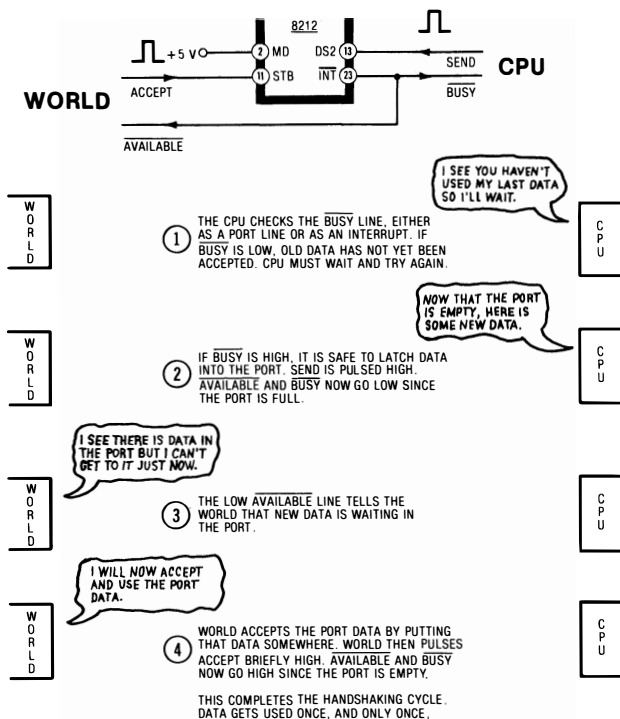 8212
+5 V
2 MD
DS2 13
SEND
CPU
11 STB
INT 23
ACCEPT
BUSY
WORLD
AVAILABLE
I SEE YOU HAVEN'T
USED MY LAST DATA
SO I'LL WAIT.
WORLD
1
THE CPU CHECKS THE BUSY LINE, EITHER
AS A PORT LINE OR AS AN INTERRUPT. IF
BUSY IS LOW, OLD DATA HAS NOT YET BEEN
ACCEPTED. CPU MUST WAIT AND TRY AGAIN.
CPU
NOW THAT THE PORT
IS EMPTY, HERE IS
SOME NEW DATA.
WORLD
2
IF BUSY IS HIGH, IT IS SAFE TO LATCH DATA
INTO THE PORT. SEND IS PULSED HIGH.
AVAILABLE AND BUSY NOW GO LOW SINCE
THE PORT IS FULL.
CPU
I SEE THERE IS DATA IN
THE PORT BUT I CAN'T
GET TO IT JUST NOW.
WORLD
3
THE LOW AVAILABLE LINE TELLS THE
WORLD THAT NEW DATA IS WAITING IN
THE PORT.
CPU
I WILL NOW ACCEPT
AND USE THE PORT
DATA.
WORLD
4
WORLD ACCEPTS THE PORT DATA BY PUTTING
THAT DATA SOMEWHERE. WORLD THEN PULSES
ACCEPT BRIEFLY HIGH. AVAILABLE AND BUSY
NOW GO HIGH SINCE THE PORT IS EMPTY.
CPU
THIS COMPLETES THE HANDSHAKING CYCLE.
DATA GETS USED ONCE, AND ONLY ONCE,